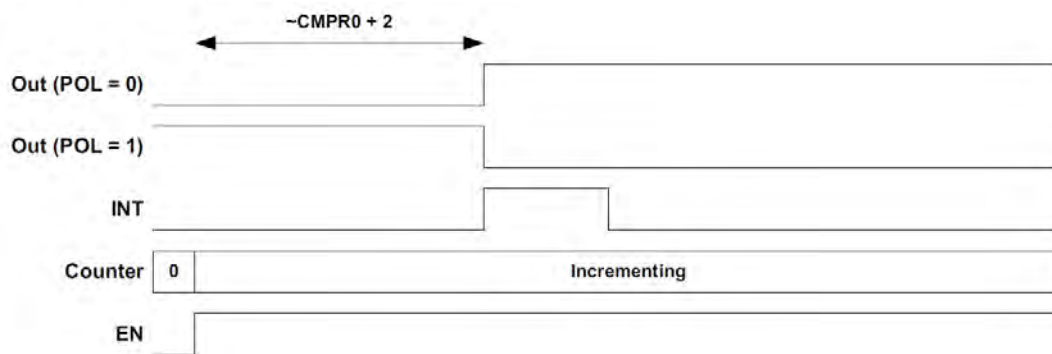 ~CMPR0 + 2
Out (POL = 0)
Out (POL = 1)
INT
Counter 0 Incrementing
EN